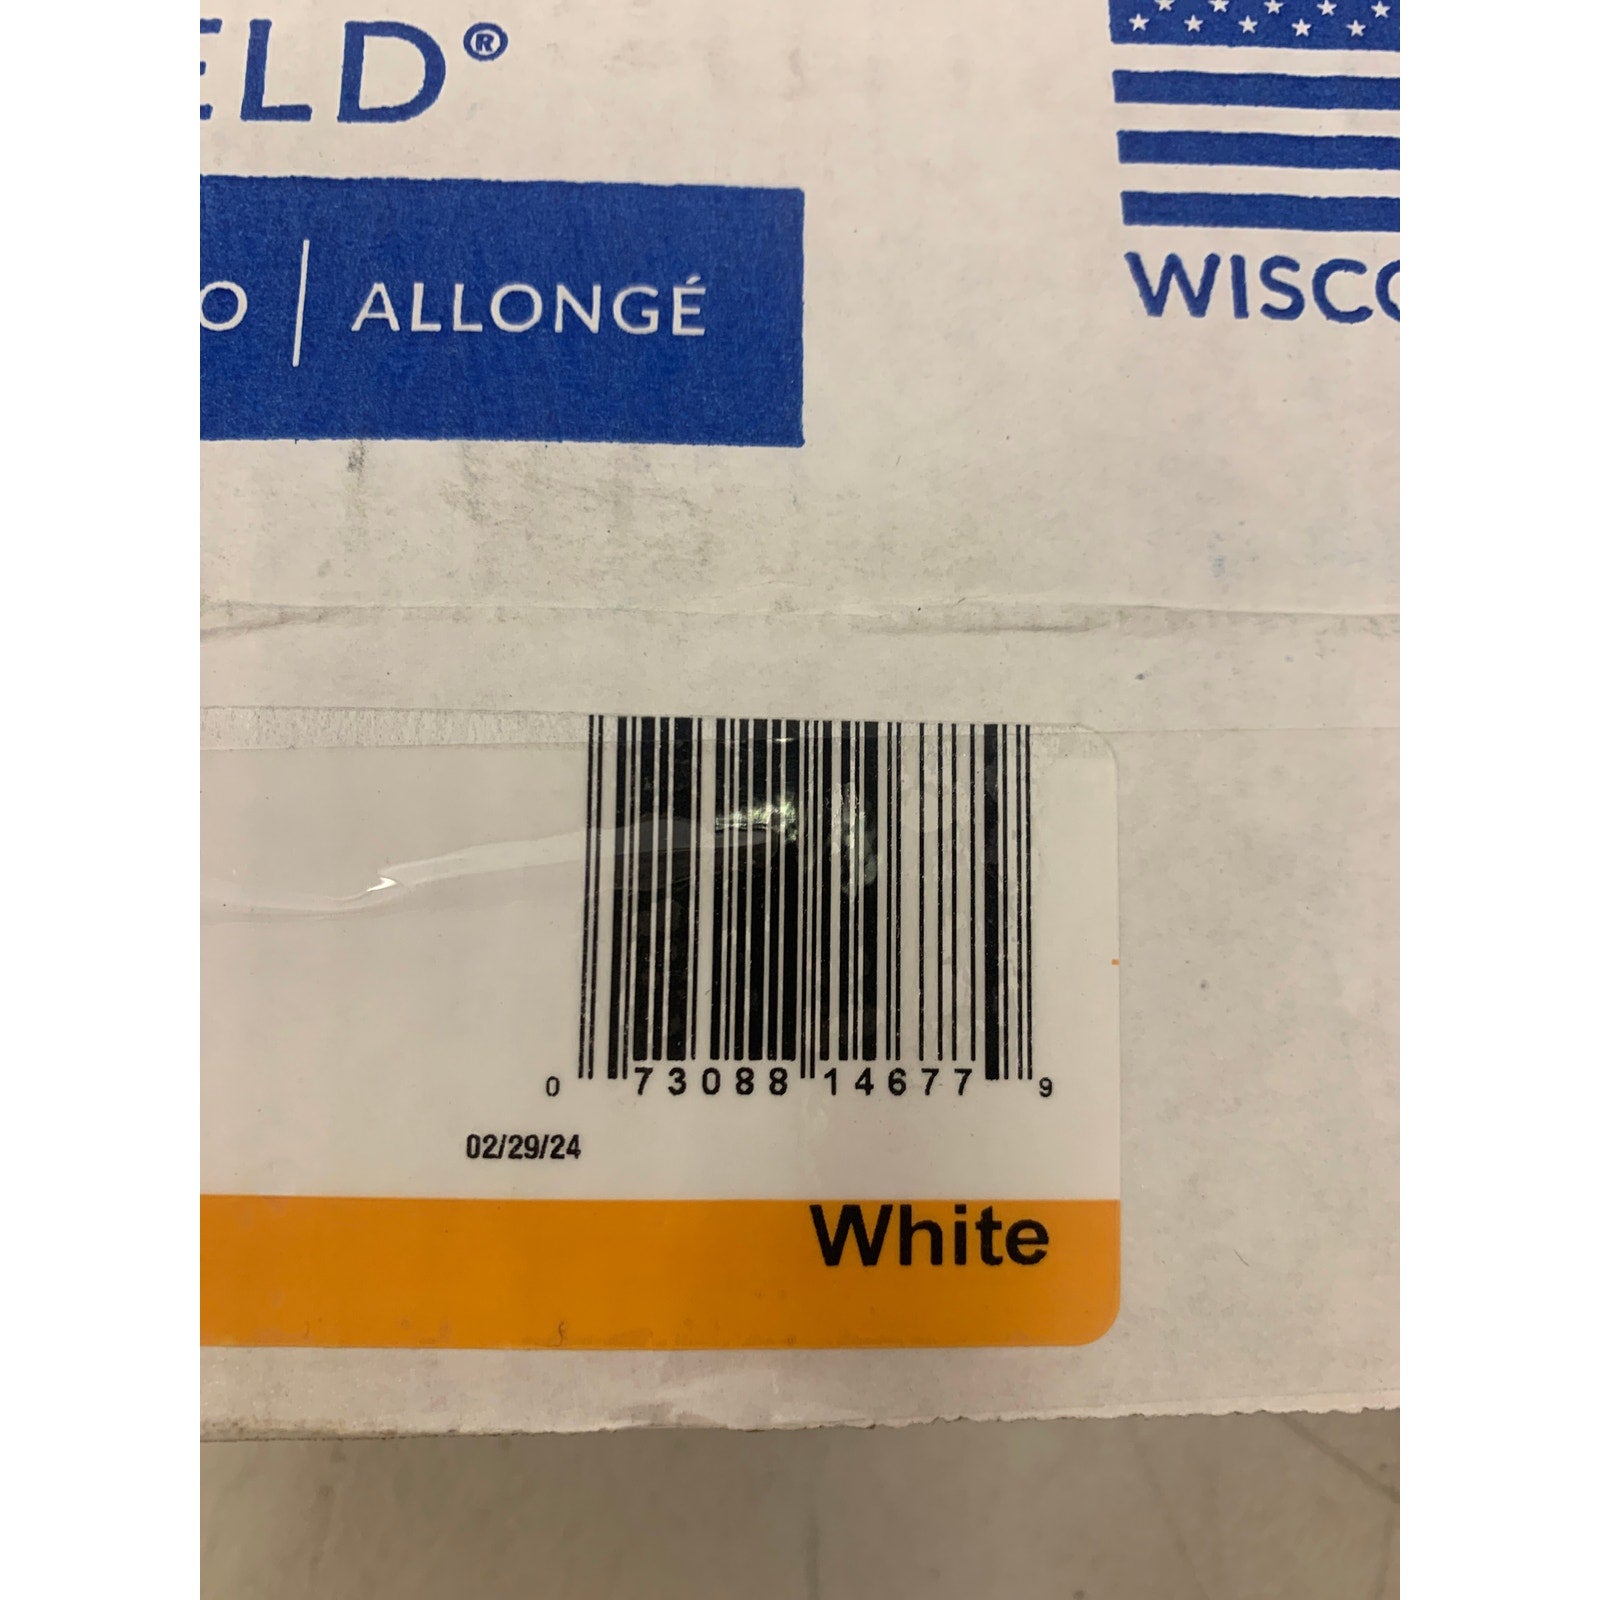 ELD®
O | ALLONGÉ
WISCO
0 73088 14677 9
02/29/24
White